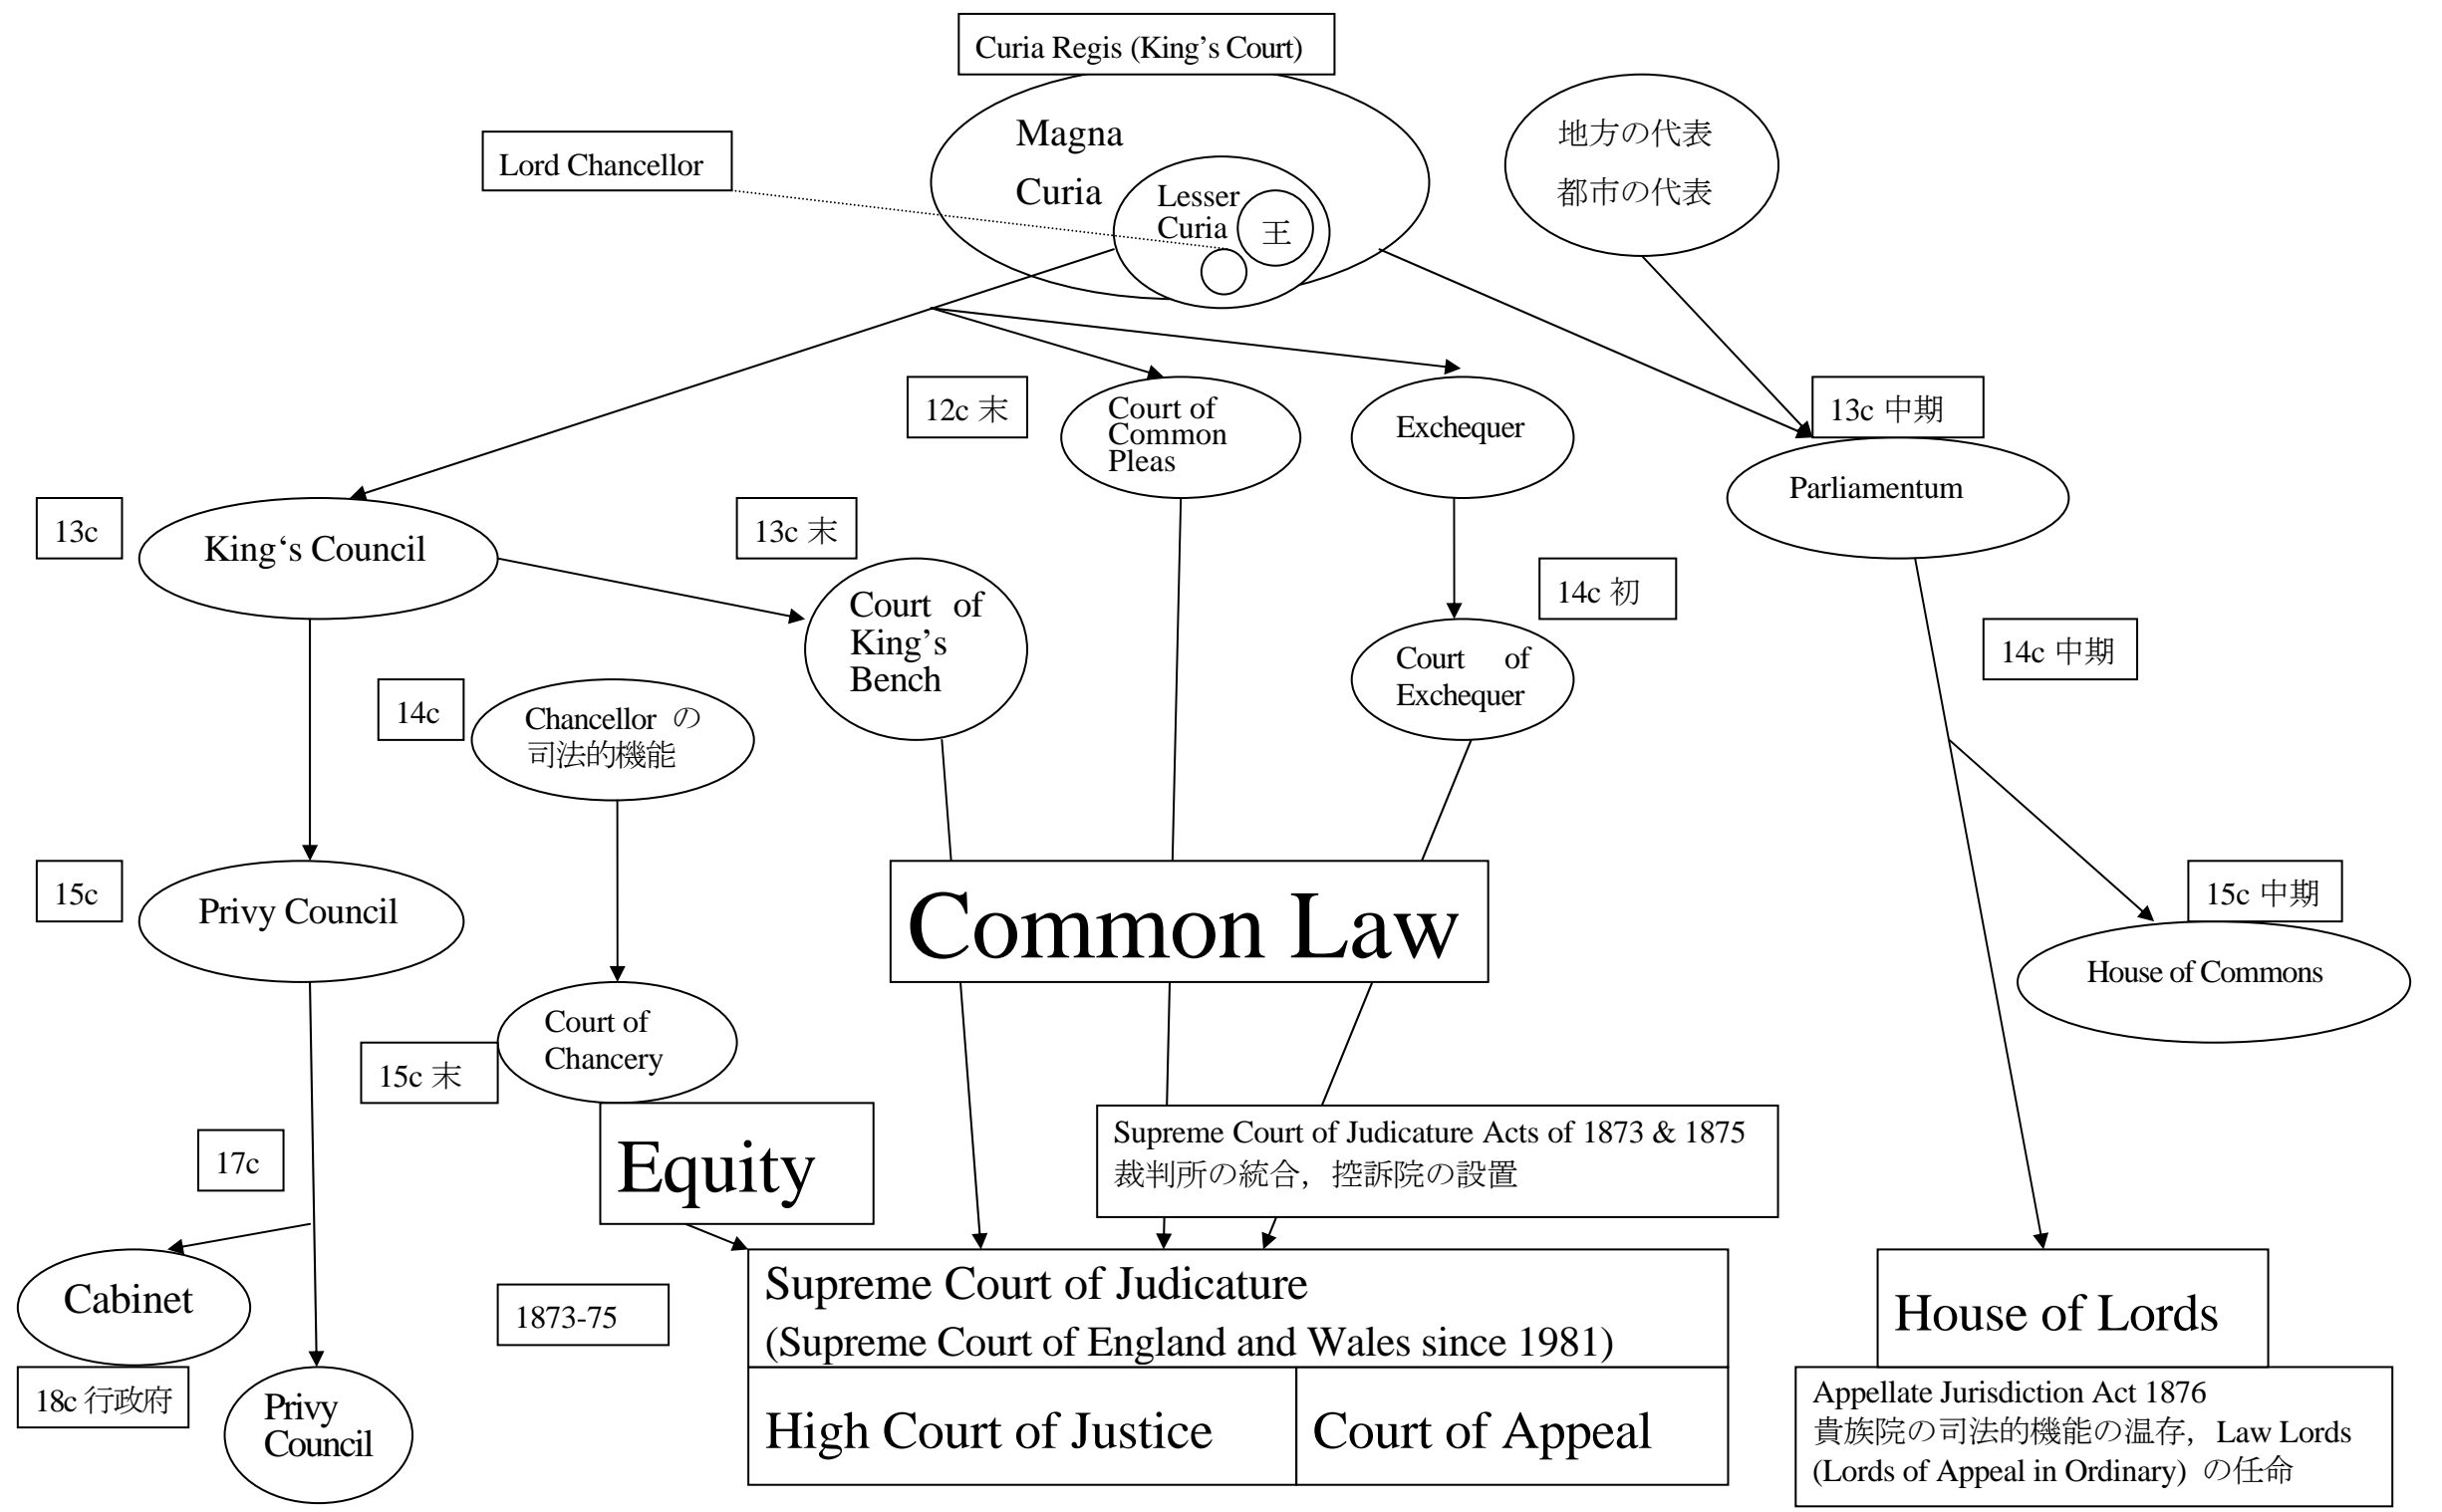 Curia Regis (King’s Court)
Magna
Curia
Lesser
Curia
王
Lord Chancellor
地方の代表
都市の代表
12c 末
Court of
Common
Pleas
Exchequer
13c 中期
Parliamentum
13c
King‘s Council
13c 末
Court of
King’s
Bench
14c 初
Court of
Exchequer
14c 中期
14c
Chancellor の
司法的機能
15c
Privy Council
Common Law
15c 中期
House of Commons
Court of
Chancery
15c 末
17c
Equity
Supreme Court of Judicature Acts of 1873 & 1875
裁判所の統合，控訴院の設置
Cabinet
18c 行政府
Privy
Council
1873-75
Supreme Court of Judicature
(Supreme Court of England and Wales since 1981)
High Court of Justice
Court of Appeal
House of Lords
Appellate Jurisdiction Act 1876
貴族院の司法的機能の温存，Law Lords
(Lords of Appeal in Ordinary) の任命